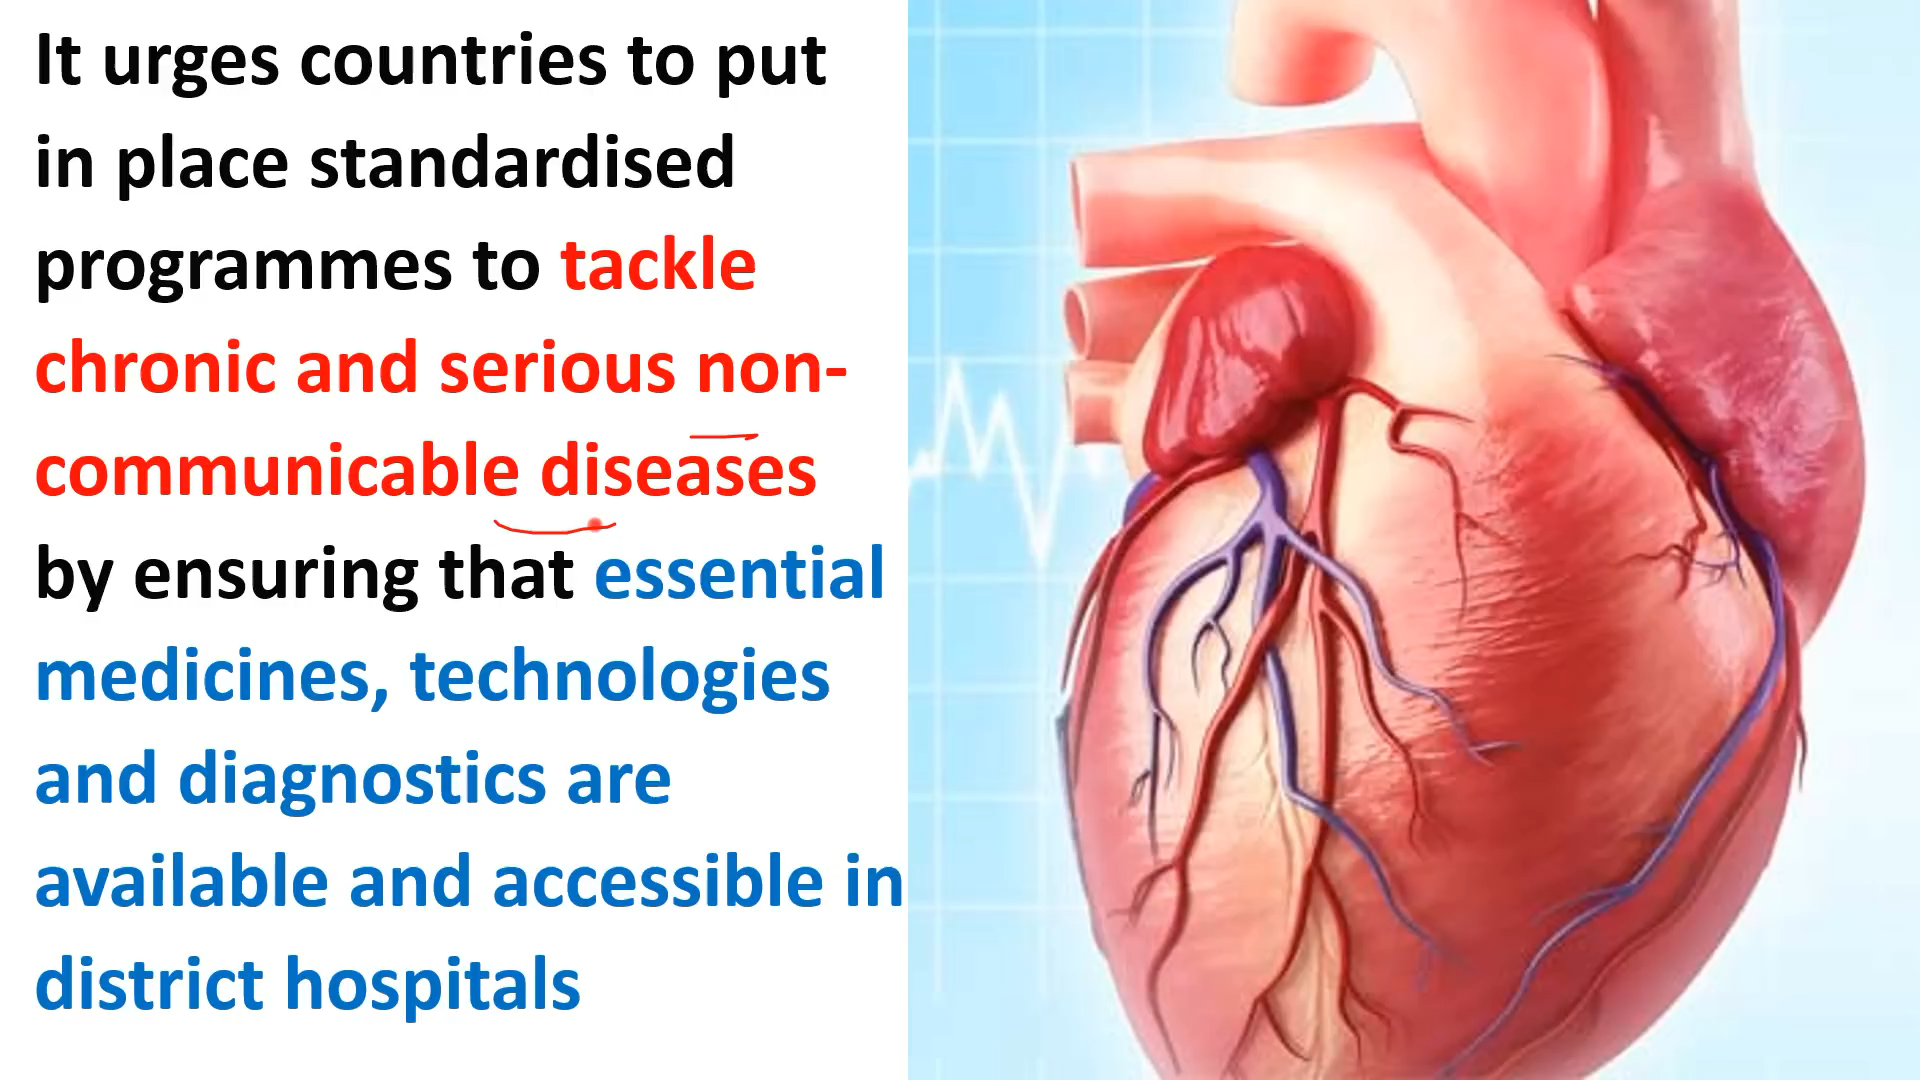 It urges countries to put
in place standardised
programmes to tackle
chronic and serious non-
communicable diseases
by ensuring that essential
medicines, technologies
and diagnostics are
available and accessible in
district hospitals